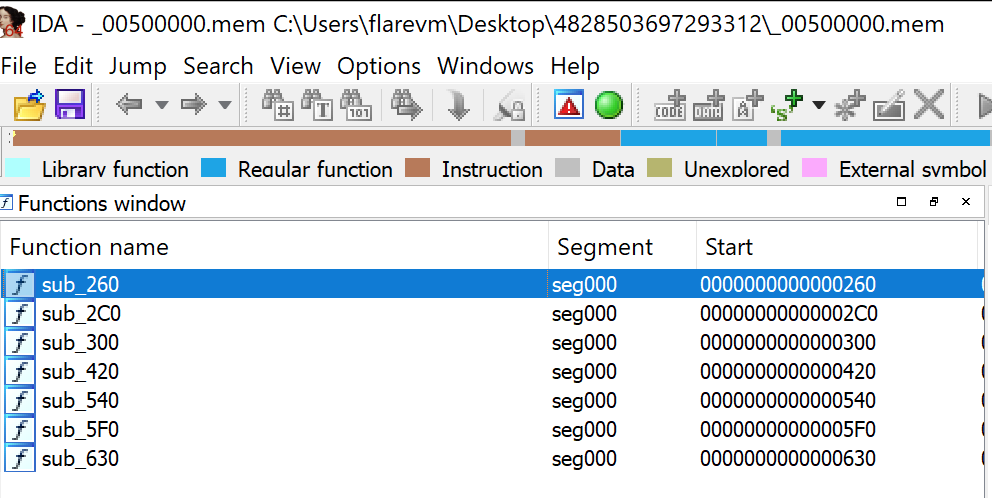 IDA - _00500000.mem C:\Users\flarevm\Desktop\4828503697293312\_00500000.mem
File Edit Jump Search View Options Windows Help
Library function Regular function Instruction Data Unexplored External symbol
Functions window
Function name Segment Start
sub_260 seg000 0000000000000260
sub_2C0 seg000 00000000000002C0
sub_300 seg000 0000000000000300
sub_420 seg000 0000000000000420
sub_540 seg000 0000000000000540
sub_5F0 seg000 00000000000005F0
sub_630 seg000 0000000000000630